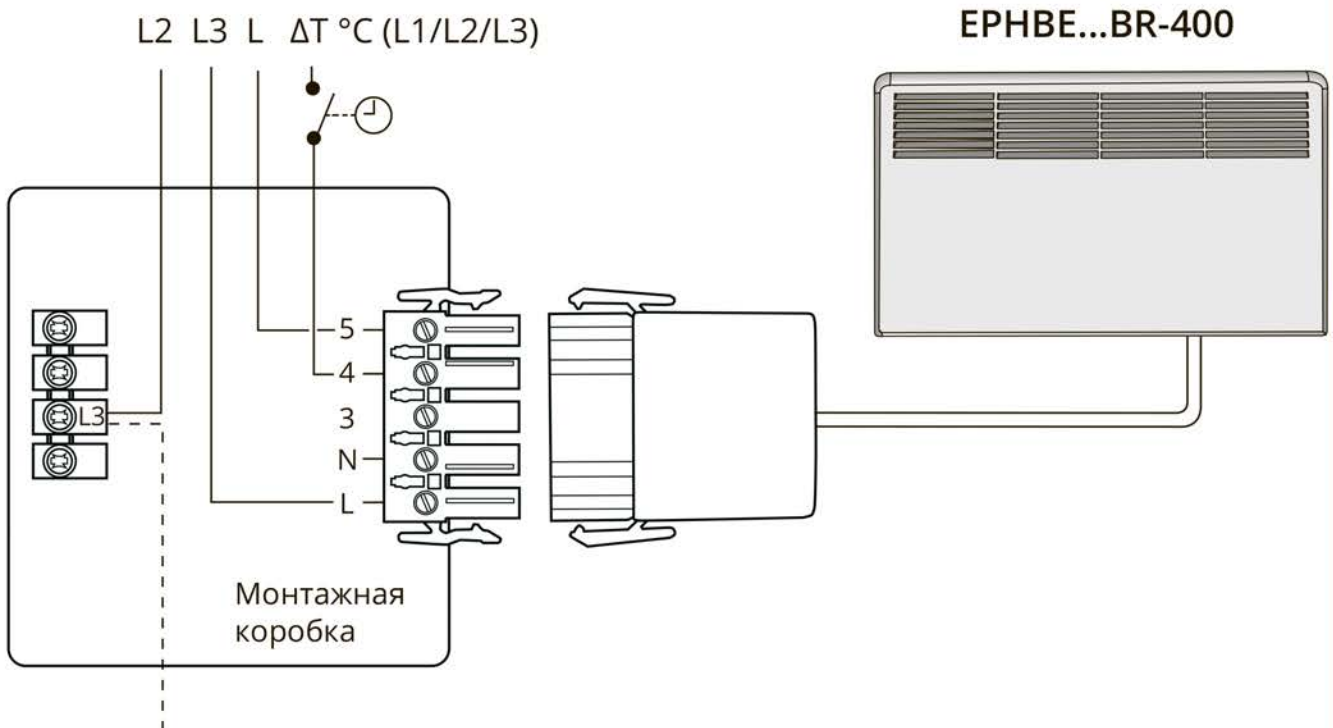 L2 L3 L ΔT °C (L1/L2/L3)
EPHBE...BR-400
5
4
L3
3
N
L
Монтажная
коробка